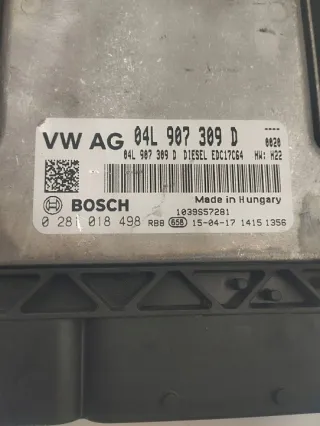 VW AG 04L 907 309 D ----
04L 907 309 D DIESEL EDC17C64 0020
HW: H22
BOSCH Made in Hungary
1039S57281
0 281 018 498 RBB 658 15-04-17 1415 1356